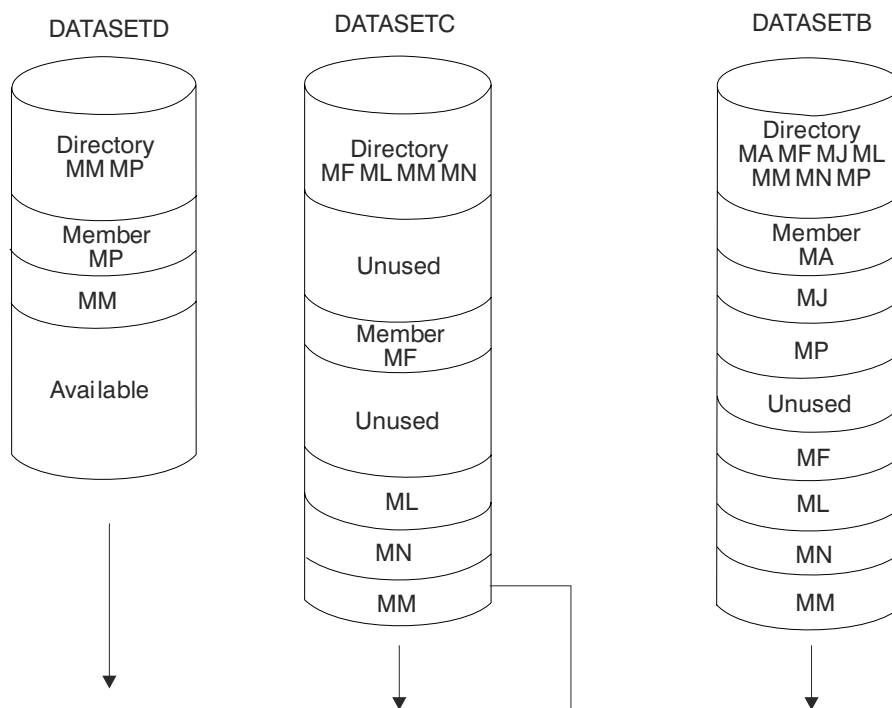 DATASETD
Directory
MM MP
Member
MP
MM
Available
DATASETC
Directory
MF ML MM MN
Unused
Member
MF
Unused
ML
MN
MM
DATASETB
Directory
MA MF MJ ML
MM MN MP
Member
MA
MJ
MP
Unused
MF
ML
MN
MM